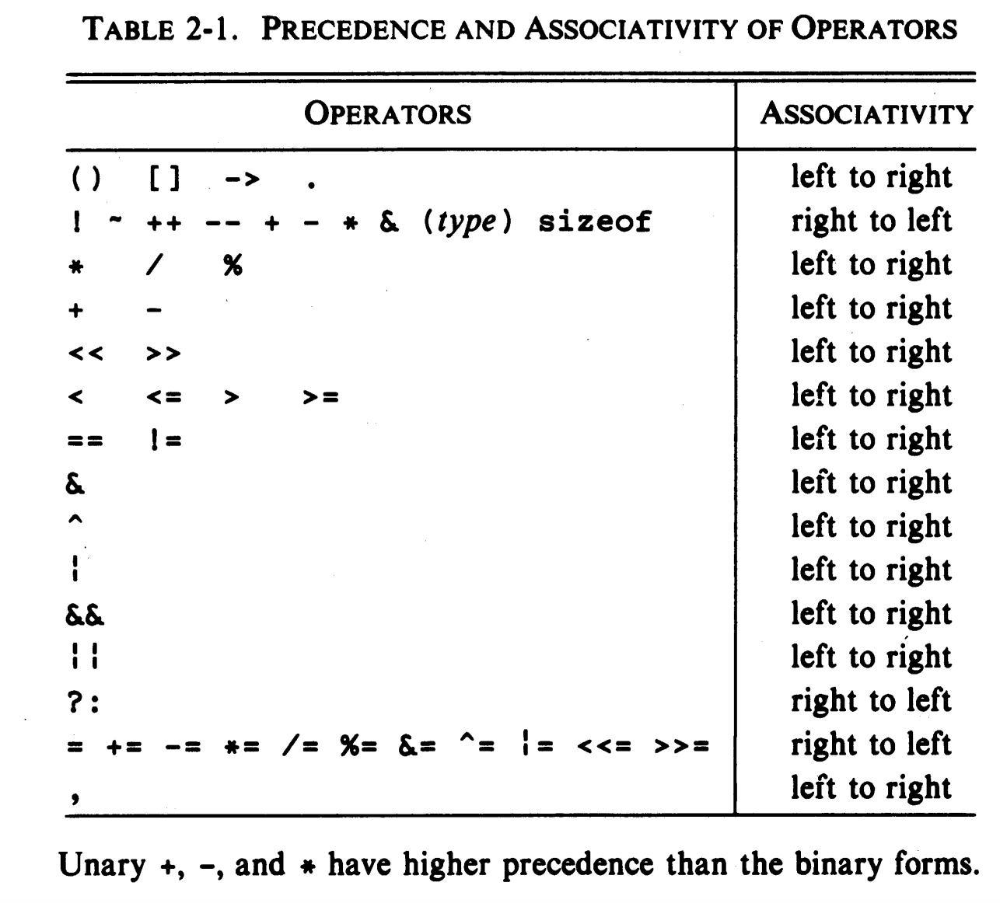 TABLE 2-1. PRECEDENCE AND ASSOCIATIVITY OF OPERATORS
OPERATORS ASSOCIATIVITY
() [] -> . left to right
! ~ ++ -- + - * & (type) sizeof right to left
* / % left to right
+ - left to right
<< >> left to right
< <= > >= left to right
== != left to right
& left to right
^ left to right
¦ left to right
&& left to right
¦¦ left to right
?: right to left
= += -= *= /= %= &= ^= ¦= <<= >>= right to left
, left to right
Unary +, -, and * have higher precedence than the binary forms.